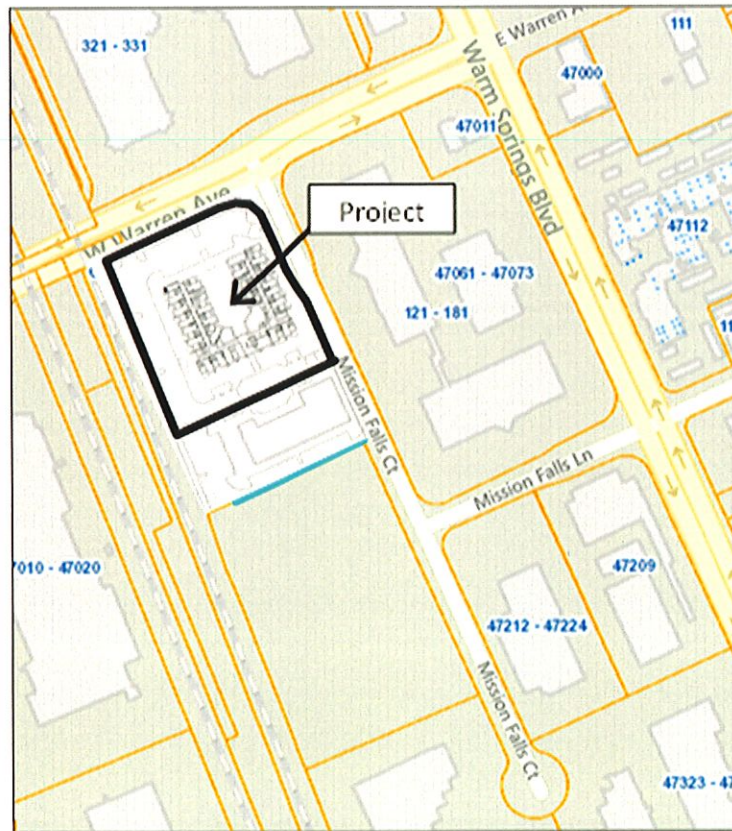 321 - 331
E Warren
111
47000
Warm Springs Blvd
47011
W Warren Ave
Project
47112
47061 - 47073
121 - 181
Mission Falls Ct
Mission Falls Ln
7010 - 47020
47209
47212 - 47224
Mission Falls Ct
47323 - 47